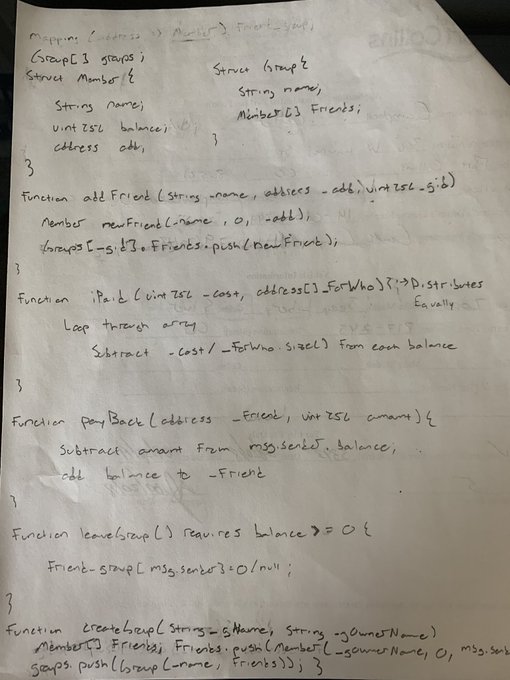 Mapping (address => Member) Friend_group;
Group[] groups;
Struct Member {
String name;
uint256 balance;
address add;
}
Struct Group {
String name;
Member[] Friends;
}
Function addFriend (String _name, address _add, uint256 _gid)
Member newFriend(_name, 0, _add);
Groups[_gid].Friends.push(newFriend);
}
Function iPaid (uint256 _cost, address[] _ForWho) { → Distributes
Equally
Loop through array
Subtract _cost / _ForWho.size() From each balance
}
Function payBack (address _Friend, uint256 amount) {
Subtract amount From msg.sender.balance;
add balance to _Friend
}
Function leaveGroup () requires balance >= 0 {
Friend_group[msg.sender] = 0/null;
}
Function createGroup (String _gName, String _gOwnerName)
Member[] Friends; Friends.push(Member(_gOwnerName, 0, msg.send
groups.push(Group(_name, Friends)); }